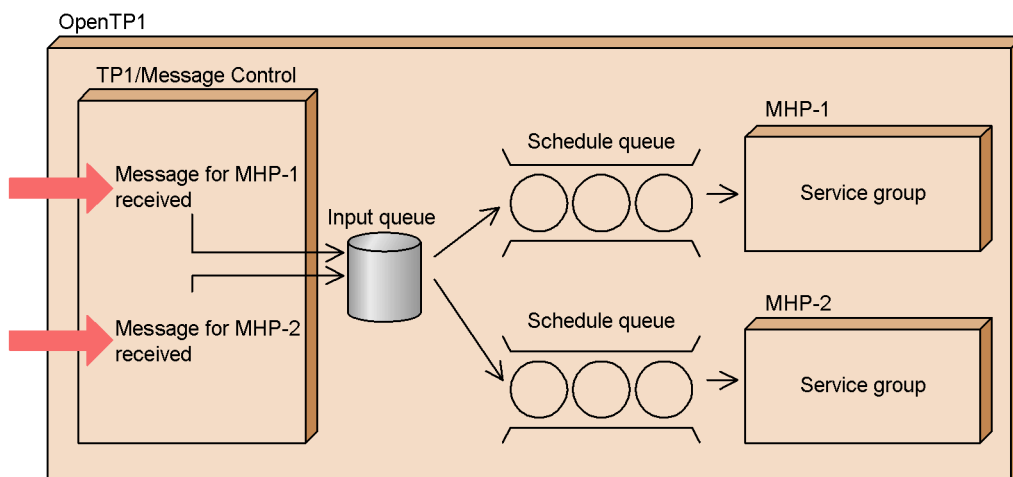 OpenTP1
TP1/Message Control
Message for MHP-1
received
Message for MHP-2
received
Input queue
Schedule queue
MHP-1
Service group
Schedule queue
MHP-2
Service group